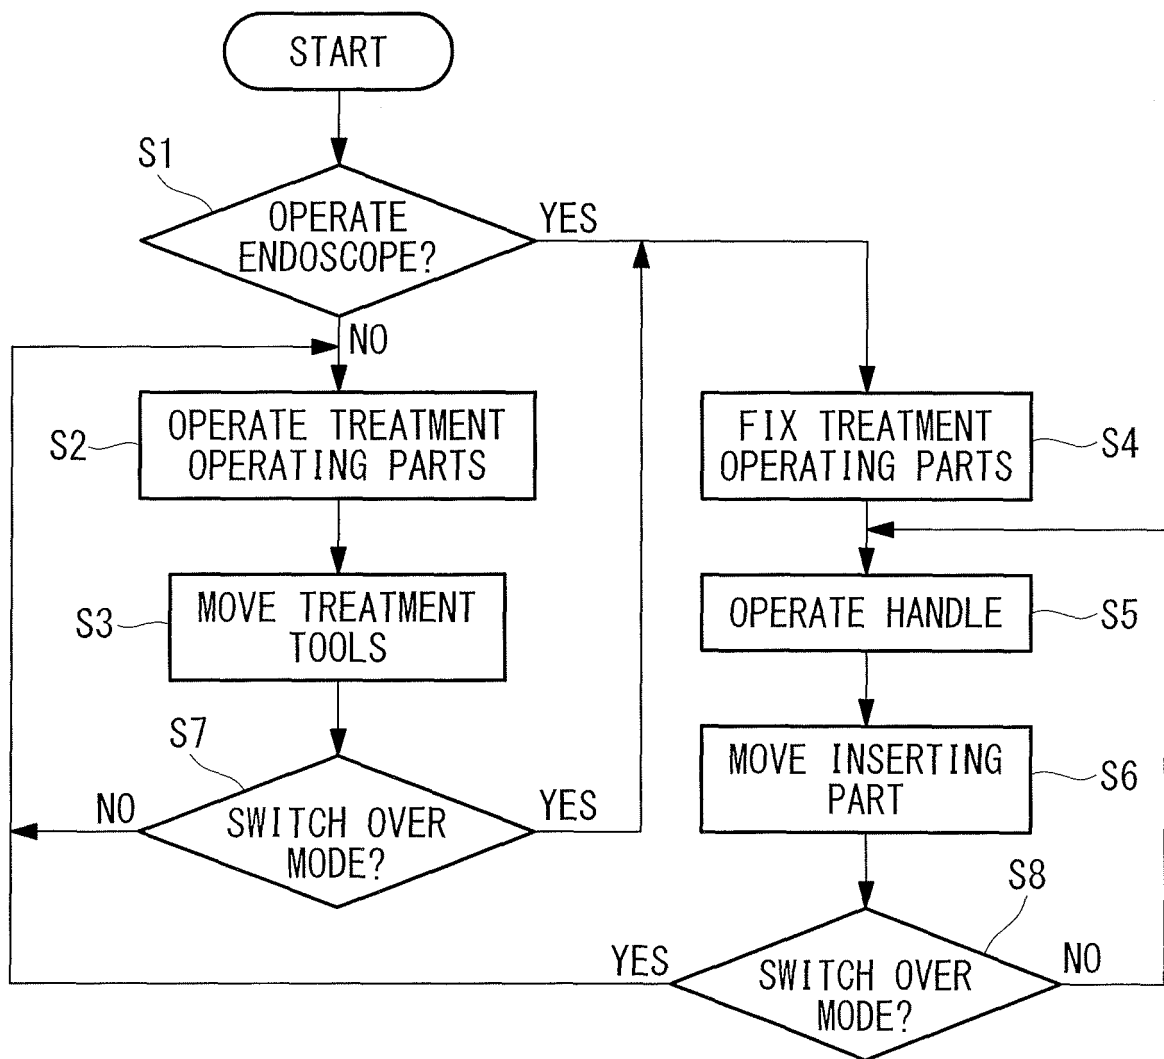 START
S1
OPERATE
ENDOSCOPE?
YES
NO
S2
OPERATE TREATMENT
OPERATING PARTS
FIX TREATMENT
OPERATING PARTS
S4
S3
MOVE TREATMENT
TOOLS
OPERATE HANDLE
S5
S7
NO
SWITCH OVER
MODE?
YES
MOVE INSERTING
PART
S6
S8
YES
SWITCH OVER
MODE?
NO